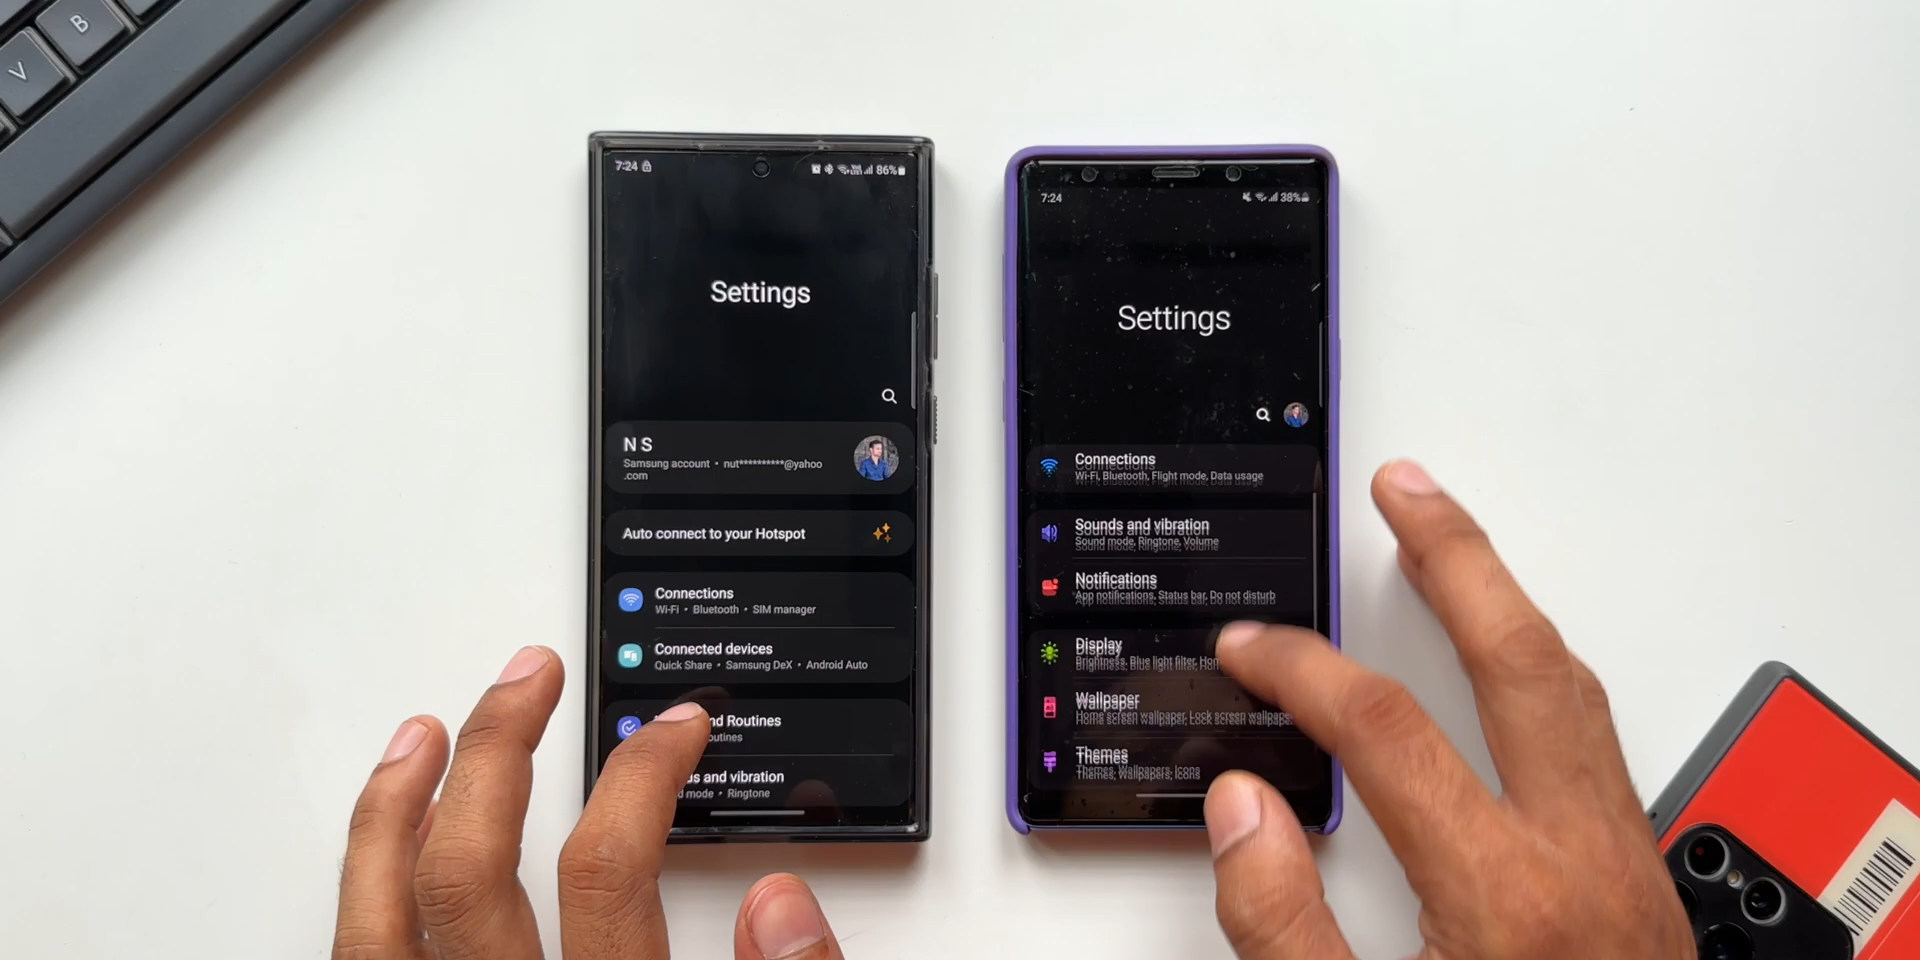 B
V
7:24
86%
Settings
N S
Samsung account • nut**********@yahoo
.com
Auto connect to your Hotspot
Connections
Wi-Fi • Bluetooth • SIM manager
Connected devices
Quick Share • Samsung DeX • Android Auto
nd Routines
outines
ds and vibration
d mode • Ringtone
7:24
38%
Settings
Connections
Wi-Fi, Bluetooth, Flight mode, Data usage
Sounds and vibration
Sound mode, Ringtone, Volume
Notifications
App notifications, Status bar, Do not disturb
Display
Brightness, Blue light filter, Hom
Wallpaper
Home screen wallpaper, Lock screen wallpape
Themes
Themes, Wallpapers, Icons